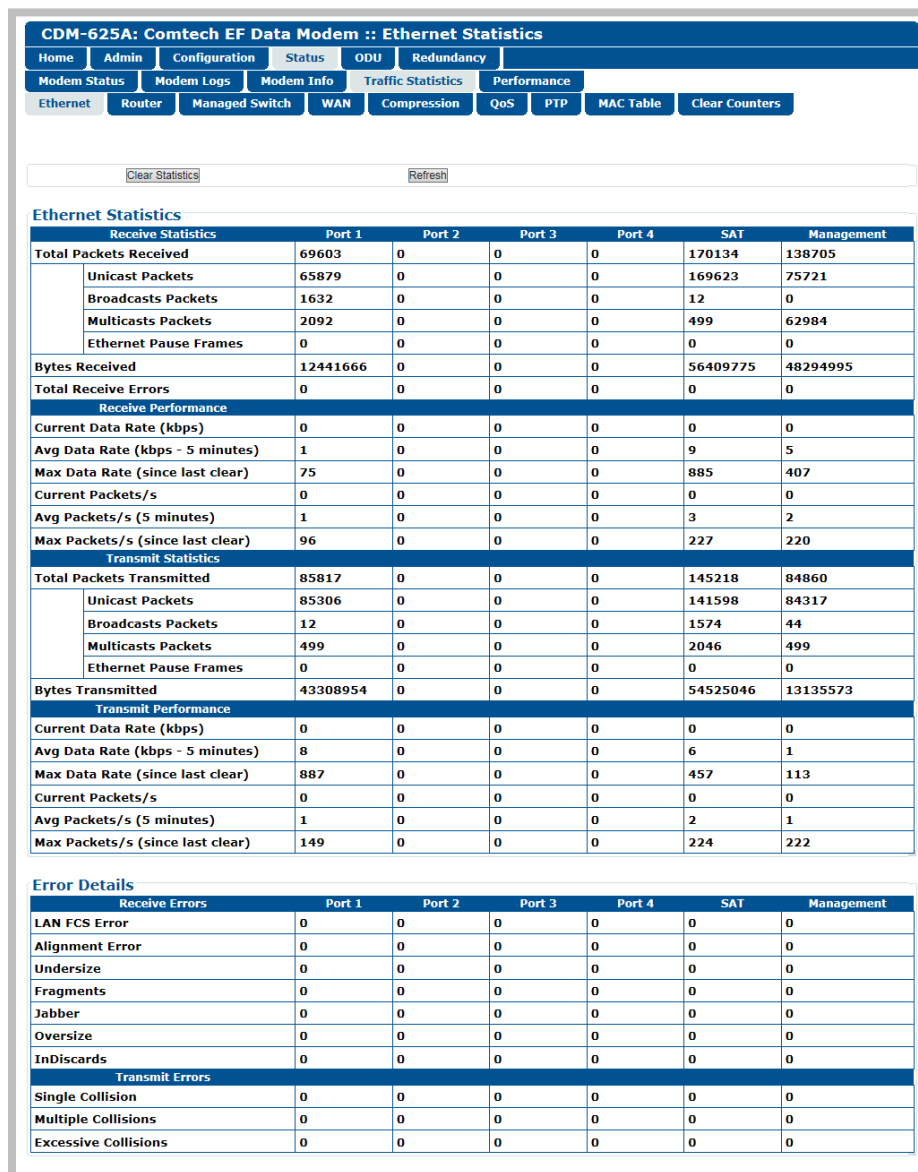 CDM-625A: Comtech EF Data Modem :: Ethernet Statistics
Home Admin Configuration Status ODU Redundancy
Modem Status Modem Logs Modem Info Traffic Statistics Performance
Ethernet Router Managed Switch WAN Compression QoS PTP MAC Table Clear Counters
Clear Statistics Refresh
Ethernet Statistics
Receive Statistics Port 1 Port 2 Port 3 Port 4 SAT Management
Total Packets Received 69603 0 0 0 170134 138705
Unicast Packets 65879 0 0 0 169623 75721
Broadcasts Packets 1632 0 0 0 12 0
Multicasts Packets 2092 0 0 0 499 62984
Ethernet Pause Frames 0 0 0 0 0 0
Bytes Received 12441666 0 0 0 56409775 48294995
Total Receive Errors 0 0 0 0 0 0
Receive Performance
Current Data Rate (kbps) 0 0 0 0 0 0
Avg Data Rate (kbps - 5 minutes) 1 0 0 0 9 5
Max Data Rate (since last clear) 75 0 0 0 885 407
Current Packets/s 0 0 0 0 0 0
Avg Packets/s (5 minutes) 1 0 0 0 3 2
Max Packets/s (since last clear) 96 0 0 0 227 220
Transmit Statistics
Total Packets Transmitted 85817 0 0 0 145218 84860
Unicast Packets 85306 0 0 0 141598 84317
Broadcasts Packets 12 0 0 0 1574 44
Multicasts Packets 499 0 0 0 2046 499
Ethernet Pause Frames 0 0 0 0 0 0
Bytes Transmitted 43308954 0 0 0 54525046 13135573
Transmit Performance
Current Data Rate (kbps) 0 0 0 0 0 0
Avg Data Rate (kbps - 5 minutes) 8 0 0 0 6 1
Max Data Rate (since last clear) 887 0 0 0 457 113
Current Packets/s 0 0 0 0 0 0
Avg Packets/s (5 minutes) 1 0 0 0 2 1
Max Packets/s (since last clear) 149 0 0 0 224 222
Error Details
Receive Errors Port 1 Port 2 Port 3 Port 4 SAT Management
LAN FCS Error 0 0 0 0 0 0
Alignment Error 0 0 0 0 0 0
Undersize 0 0 0 0 0 0
Fragments 0 0 0 0 0 0
Jabber 0 0 0 0 0 0
Oversize 0 0 0 0 0 0
InDiscards 0 0 0 0 0 0
Transmit Errors
Single Collision 0 0 0 0 0 0
Multiple Collisions 0 0 0 0 0 0
Excessive Collisions 0 0 0 0 0 0